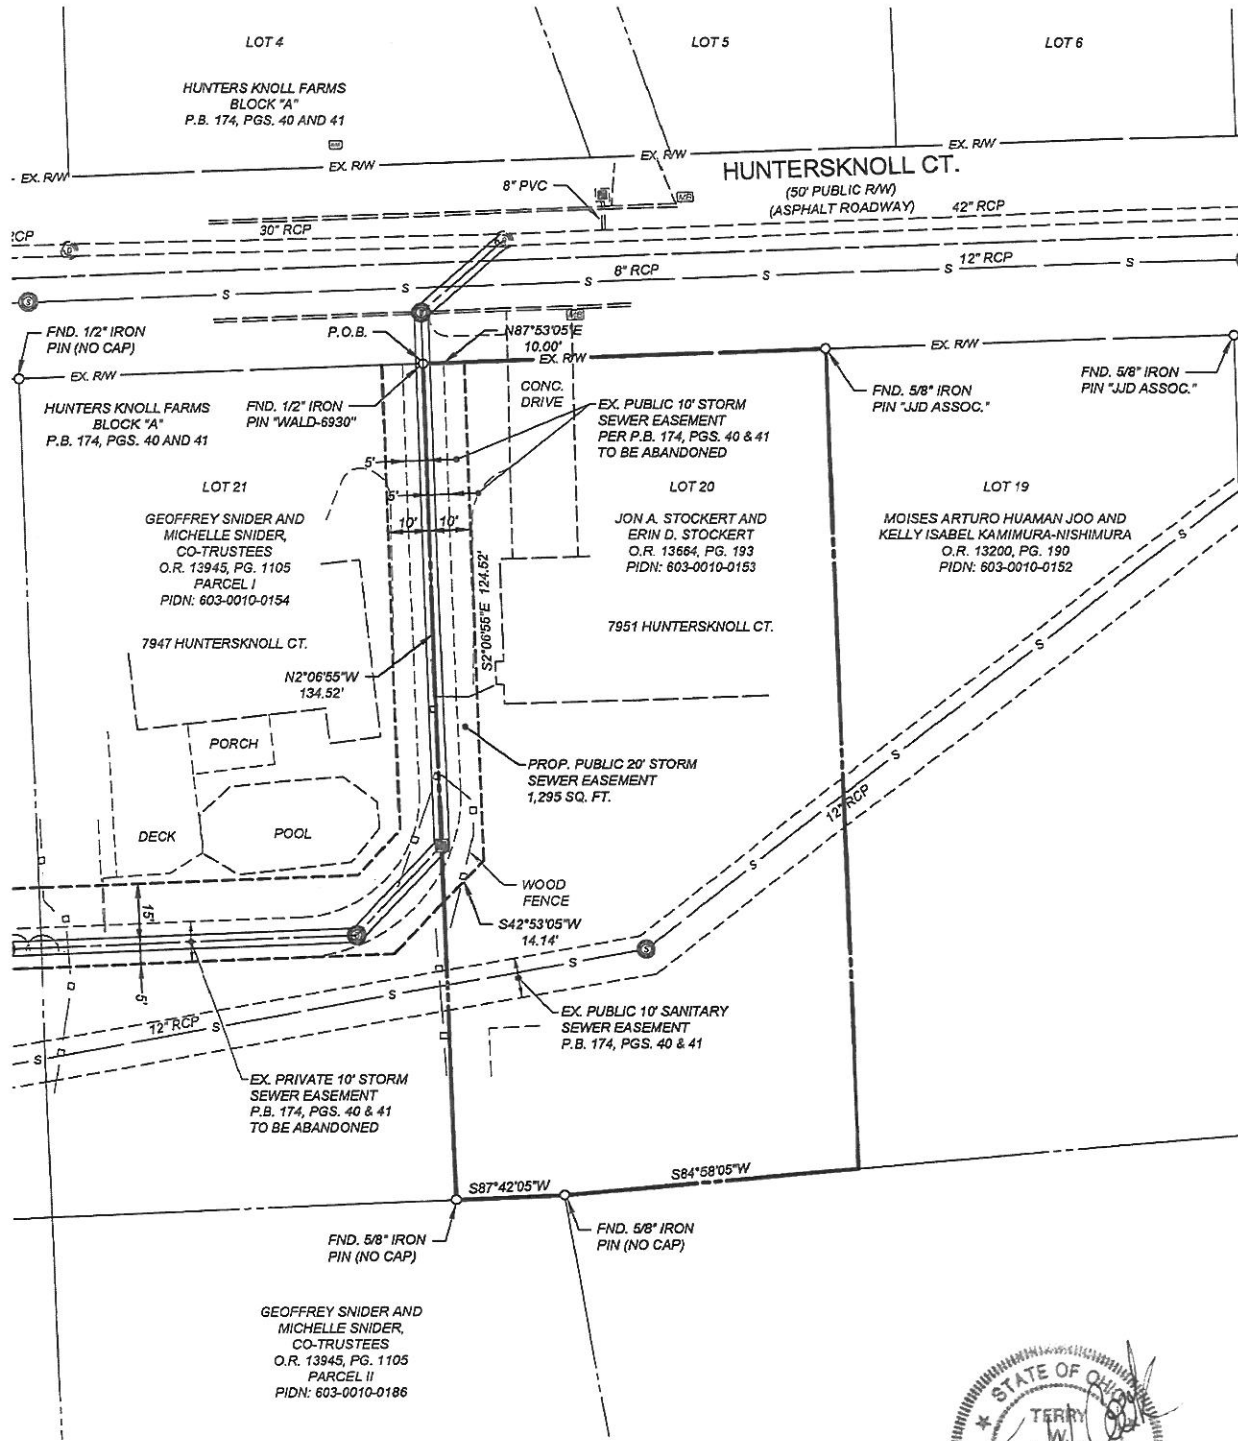 LOT 4
LOT 5
LOT 6
HUNTERS KNOLL FARMS
BLOCK "A"
P.B. 174, PGS. 40 AND 41
EX. R/W
EX. R/W
EX. R/W
EX. R/W
HUNTERSKNOLL CT.
(50' PUBLIC R/W)
(ASPHALT ROADWAY)
8" PVC
30" RCP
42" RCP
8" RCP
12" RCP
S
S
S
S
S
FND. 1/2" IRON
PIN (NO CAP)
P.O.B.
N87°53'05"E
10.00'
EX. R/W
EX. R/W
EX. R/W
FND. 5/8" IRON
PIN "JJD ASSOC."
FND. 5/8" IRON
PIN "JJD ASSOC."
HUNTERS KNOLL FARMS
BLOCK "A"
P.B. 174, PGS. 40 AND 41
FND. 1/2" IRON
PIN "WALD-6930"
CONC.
DRIVE
EX. PUBLIC 10' STORM
SEWER EASEMENT
PER P.B. 174, PGS. 40 & 41
TO BE ABANDONED
5'
5'
10'
10'
LOT 21
GEOFFREY SNIDER AND
MICHELLE SNIDER,
CO-TRUSTEES
O.R. 13945, PG. 1105
PARCEL I
PIDN: 603-0010-0154
7947 HUNTERSKNOLL CT.
LOT 20
JON A. STOCKERT AND
ERIN D. STOCKERT
O.R. 13664, PG. 193
PIDN: 603-0010-0153
7951 HUNTERSKNOLL CT.
LOT 19
MOISES ARTURO HUAMAN JOO AND
KELLY ISABEL KAMIMURA-NISHIMURA
O.R. 13200, PG. 190
PIDN: 603-0010-0152
S2°06'55"E 124.52'
N2°06'55"W
134.52'
PORCH
DECK
POOL
PROP. PUBLIC 20' STORM
SEWER EASEMENT
1,295 SQ. FT.
WOOD
FENCE
S42°53'05"W
14.14'
15'
5'
12" RCP
S
S
S
S
S
S
S
12" RCP
S
EX. PUBLIC 10' SANITARY
SEWER EASEMENT
P.B. 174, PGS. 40 & 41
EX. PRIVATE 10' STORM
SEWER EASEMENT
P.B. 174, PGS. 40 & 41
TO BE ABANDONED
S87°42'05"W
S84°58'05"W
FND. 5/8" IRON
PIN (NO CAP)
FND. 5/8" IRON
PIN (NO CAP)
GEOFFREY SNIDER AND
MICHELLE SNIDER,
CO-TRUSTEES
O.R. 13945, PG. 1105
PARCEL II
PIDN: 603-0010-0186
STATE OF OHIO
TERRY
W.